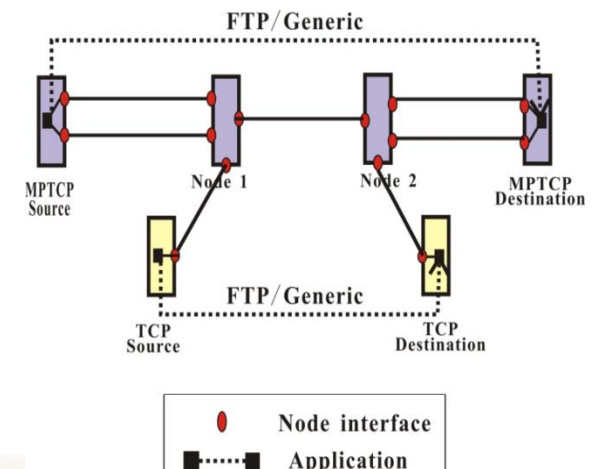 FTP/Generic
MPTCP
Source
Node 1
Node 2
MPTCP
Destination
FTP/Generic
TCP
Source
TCP
Destination
Node interface
Application